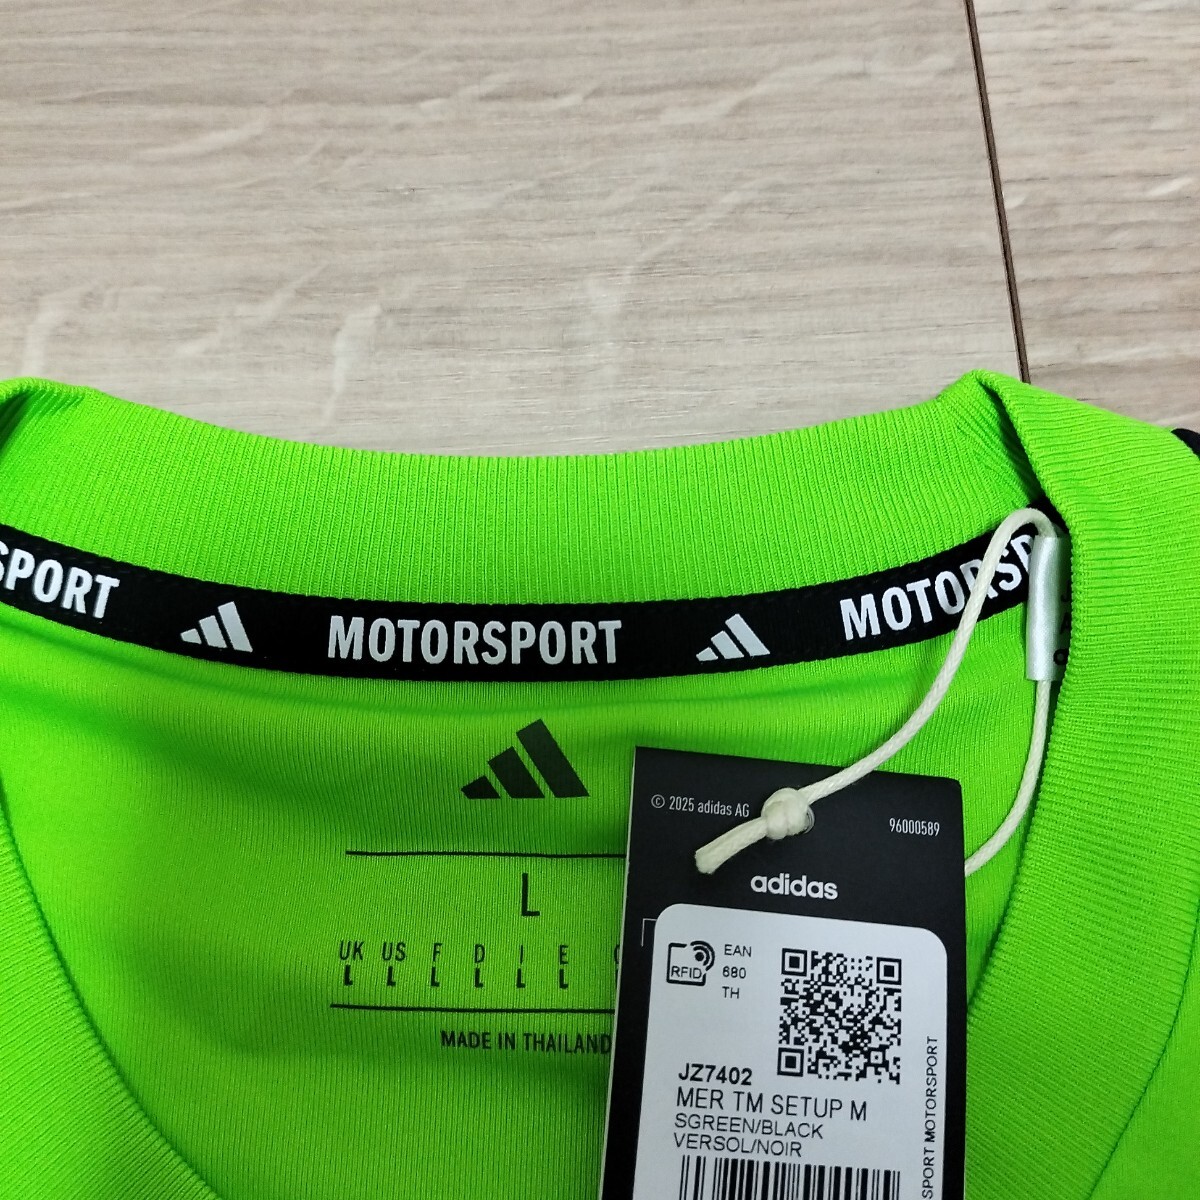 SPORT MOTORSPORT MOTORSP
L
UK US F D I E
L L L L L L
MADE IN THAILAND
© 2025 adidas AG
96000589
adidas
RFID
EAN
680
TH
JZ7402
MER TM SETUP M
SGREEN/BLACK
VERSOL/NOIR
SPORT MOTORSPORT